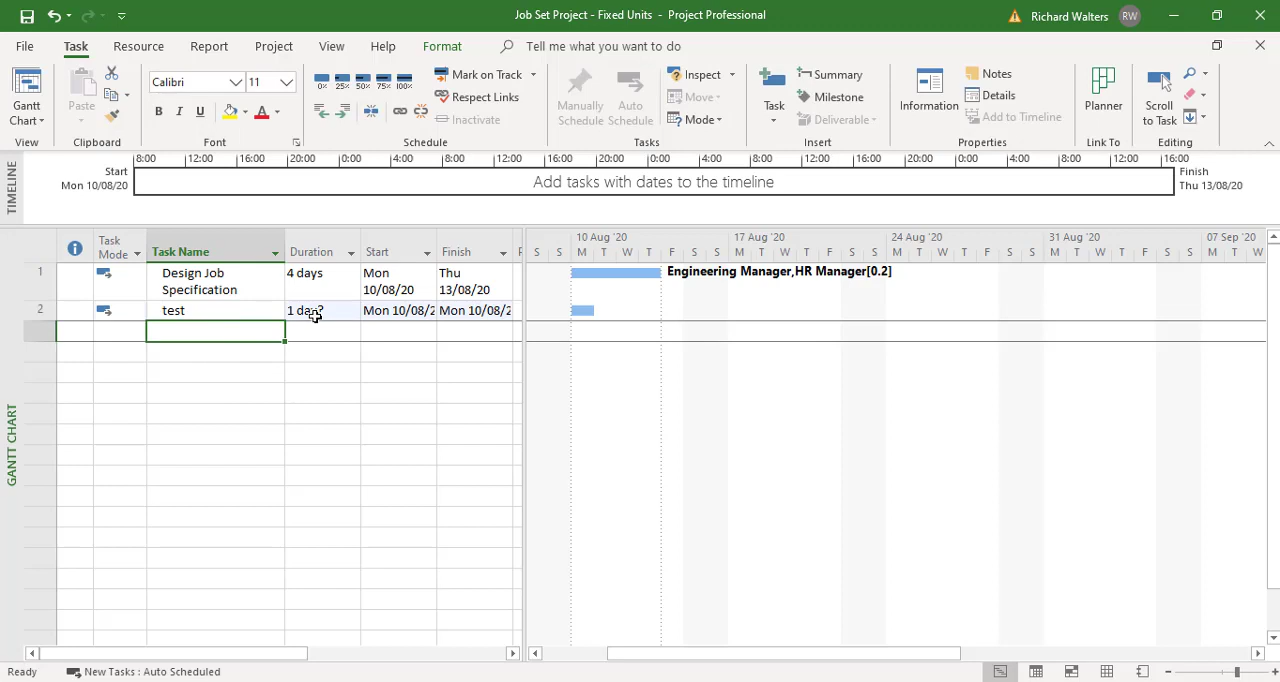 Job Set Project - Fixed Units - Project Professional
Richard Walters RW
File Task Resource Report Project View Help Format Tell me what you want to do
Gantt Chart
View
Paste
Clipboard
Calibri 11
B I U A
Font
0% 25% 50% 75% 100%
Mark on Track
Respect Links
Inactivate
Schedule
Manually Schedule
Auto Schedule
Inspect
Move
Mode
Tasks
Task
Summary
Milestone
Deliverable
Insert
Information
Notes
Details
Add to Timeline
Properties
Planner
Link To
Scroll to Task
Editing
TIMELINE
8:00 12:00 16:00 20:00 0:00 4:00 8:00 12:00 16:00 20:00 0:00 4:00 8:00 12:00 16:00 20:00 0:00 4:00 8:00 12:00 16:00
Start
Mon 10/08/20
Add tasks with dates to the timeline
Finish
Thu 13/08/20
GANTT CHART
Task Mode Task Name Duration Start Finish
10 Aug '20 17 Aug '20 24 Aug '20 31 Aug '20 07 Sep '20
S S M T W T F S S M T W T F S S M T W T F S S M T W T F S S M T W
1 Design Job Specification 4 days Mon 10/08/20 Thu 13/08/20
Engineering Manager,HR Manager[0.2]
2 test 1 day? Mon 10/08/2 Mon 10/08/2
Ready New Tasks : Auto Scheduled